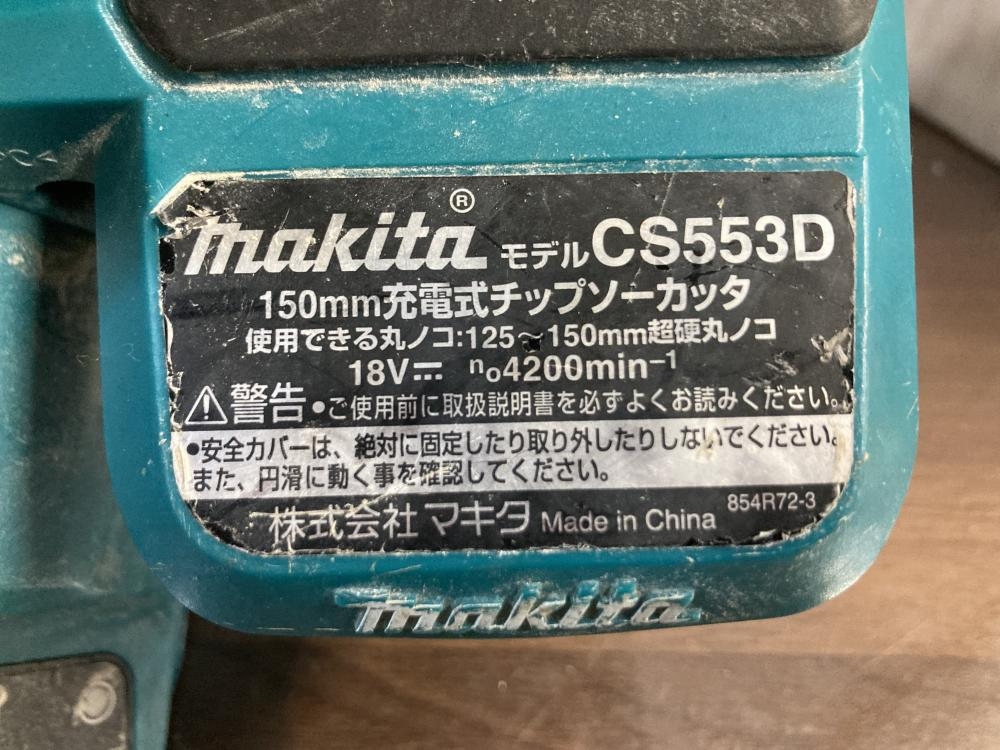 makita® モデル CS553D
150mm充電式チップソーカッタ
使用できる丸ノコ:125～150mm超硬丸ノコ
18V⎓ n₀4200min⁻¹
⚠警告 •ご使用前に取扱説明書を必ずよくお読みください。
•安全カバーは、絶対に固定したり取り外したりしないでください。
また、円滑に動く事を確認してください。
854R72-3
株式会社 マキタ Made in China
makita